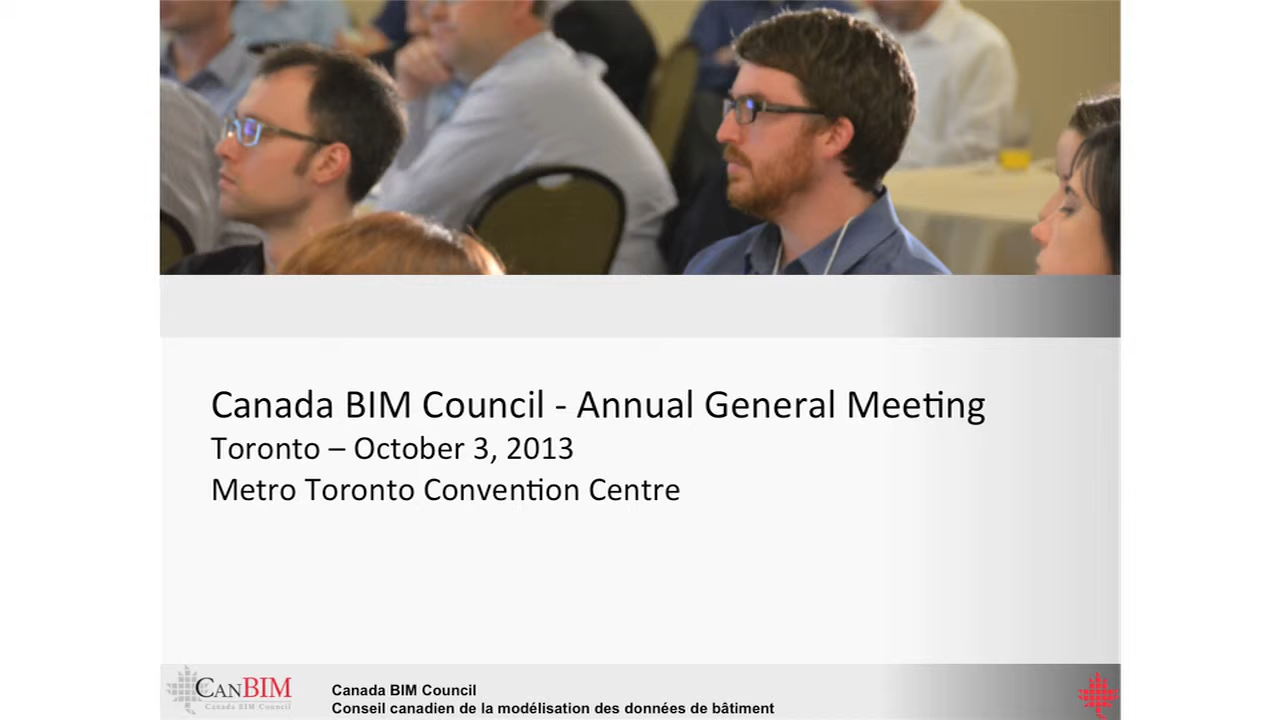 Canada BIM Council - Annual General Meeting
Toronto – October 3, 2013
Metro Toronto Convention Centre
CANBIM
Canada BIM Council
Canada BIM Council
Conseil canadien de la modélisation des données de bâtiment